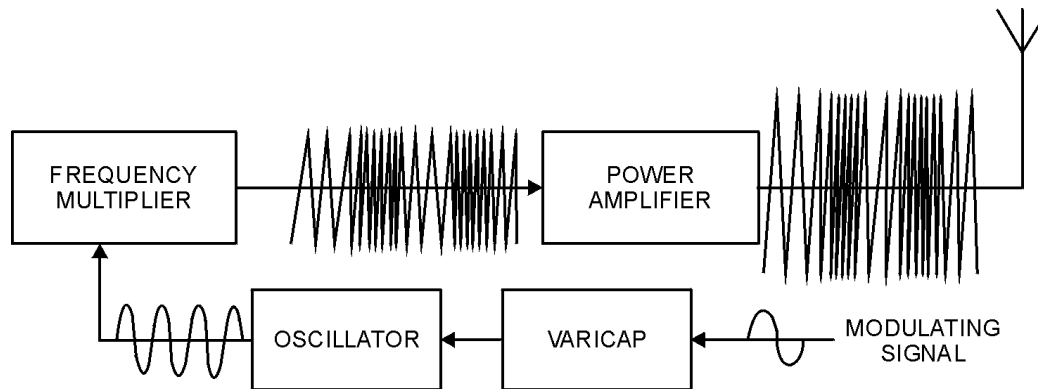 FREQUENCY
MULTIPLIER
POWER
AMPLIFIER
OSCILLATOR
VARICAP
MODULATING
SIGNAL